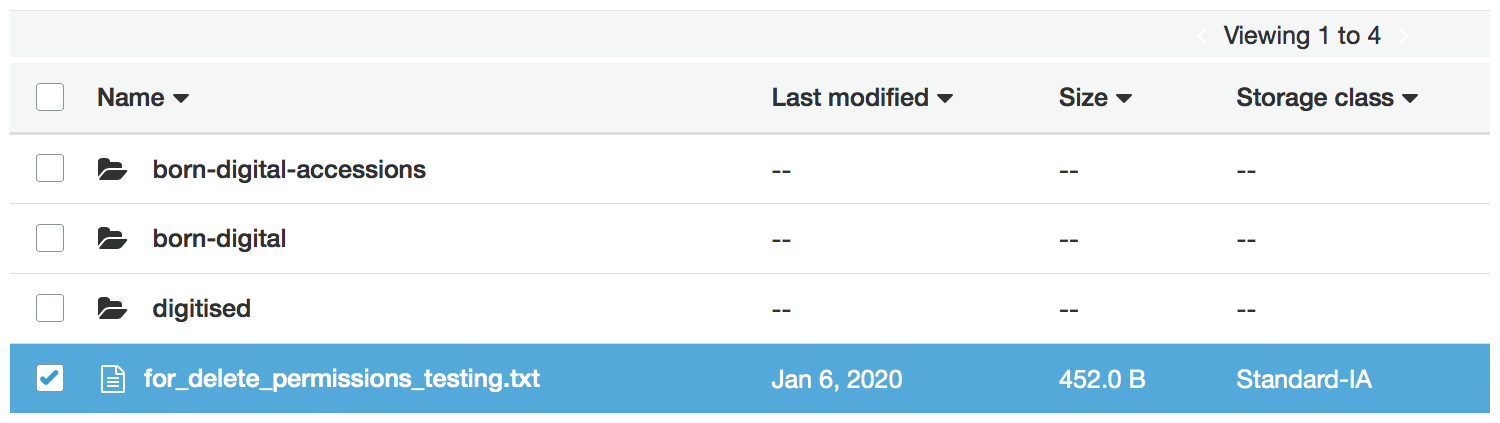 Viewing 1 to 4
Name Last modified Size Storage class
born-digital-accessions -- -- --
born-digital -- -- --
digitised -- -- --
for_delete_permissions_testing.txt Jan 6, 2020 452.0 B Standard-IA